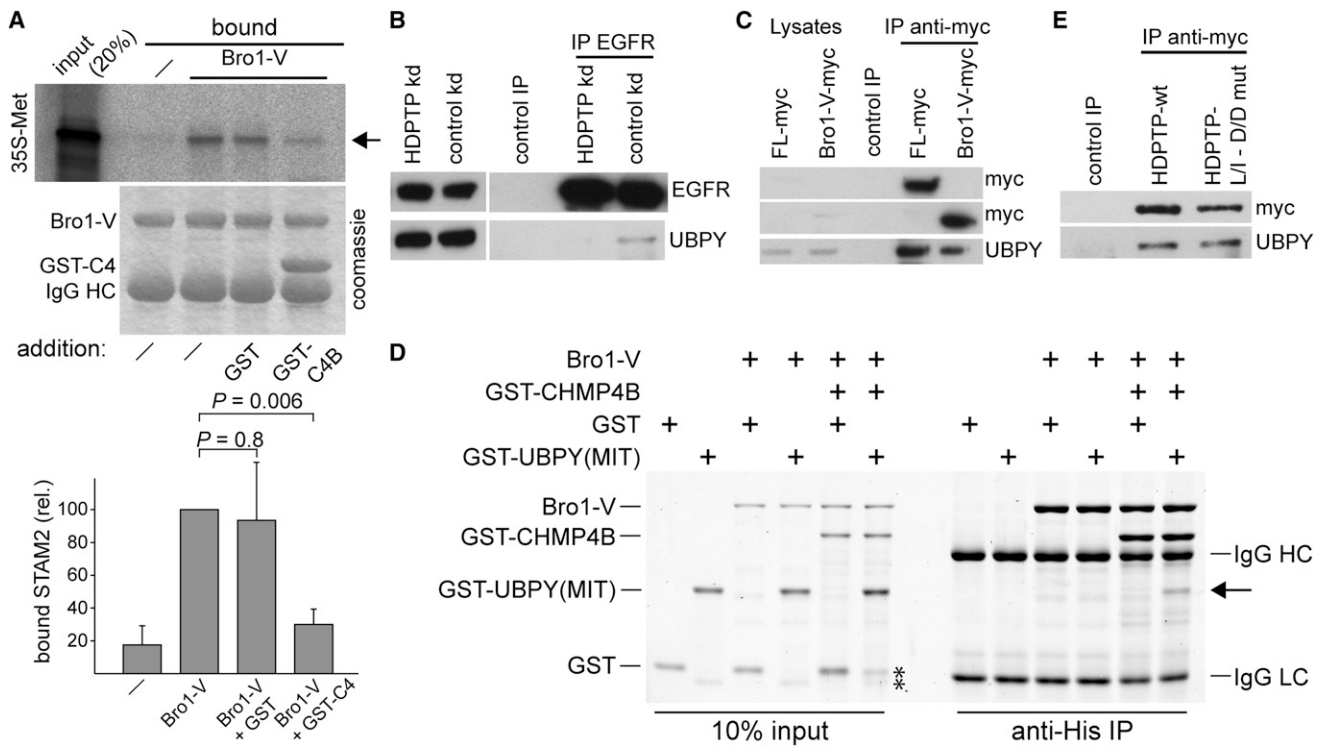 A
input
(20%)
bound
/
Bro1-V
35S-Met
Bro1-V
GST-C4
IgG HC
coomassie
addition:
/
/
GST
GST-
C4B
P = 0.006
P = 0.8
bound STAM2 (rel.)
100
80
60
40
20
—
Bro1-V
Bro1-V
+ GST
Bro1-V
+ GST-C4
B
IP EGFR
HDPTP kd
control kd
control IP
HDPTP kd
control kd
EGFR
UBPY
C
Lysates
IP anti-myc
FL-myc
Bro1-V-myc
control IP
FL-myc
Bro1-V-myc
myc
myc
UBPY
E
IP anti-myc
control IP
HDPTP-wt
HDPTP-
L/I - D/D mut
myc
UBPY
D
Bro1-V + + + + + + + +
GST-CHMP4B + + + +
GST + + + + + +
GST-UBPY(MIT) + + + + + +
Bro1-V
GST-CHMP4B
GST-UBPY(MIT)
GST
*
*
IgG HC
IgG LC
10% input
anti-His IP